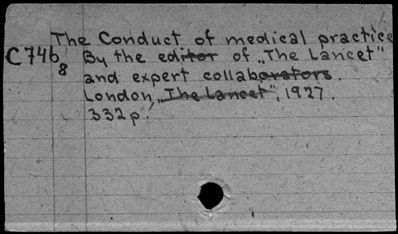 The Conduct of medical practice
C746 By the editor of „The Lancet"
8
and expert collaborators.
London, „The Lancet", 1927.
332p.